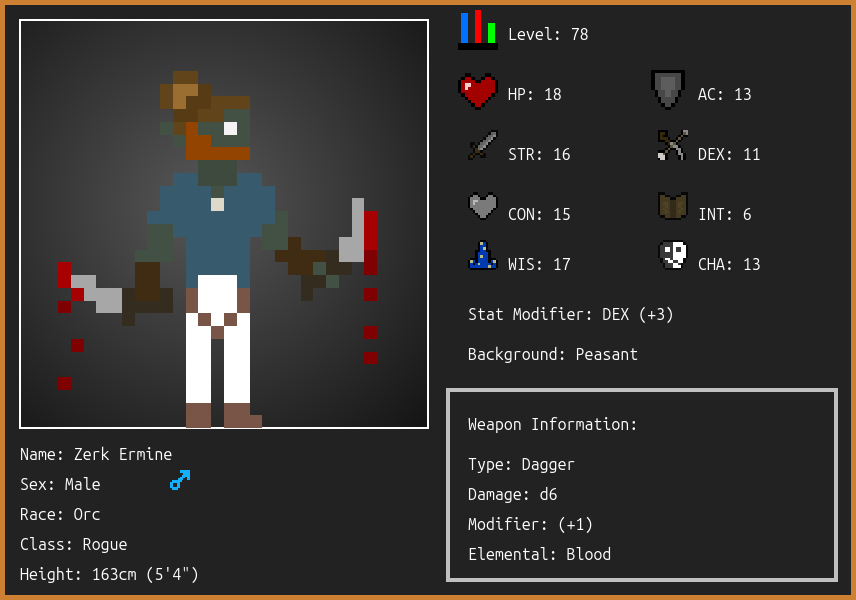 Level: 78
HP: 18
AC: 13
STR: 16
DEX: 11
CON: 15
INT: 6
WIS: 17
CHA: 13
Stat Modifier: DEX (+3)
Background: Peasant
Weapon Information:
Type: Dagger
Damage: d6
Modifier: (+1)
Elemental: Blood
Name: Zerk Ermine
Sex: Male
Race: Orc
Class: Rogue
Height: 163cm (5'4")